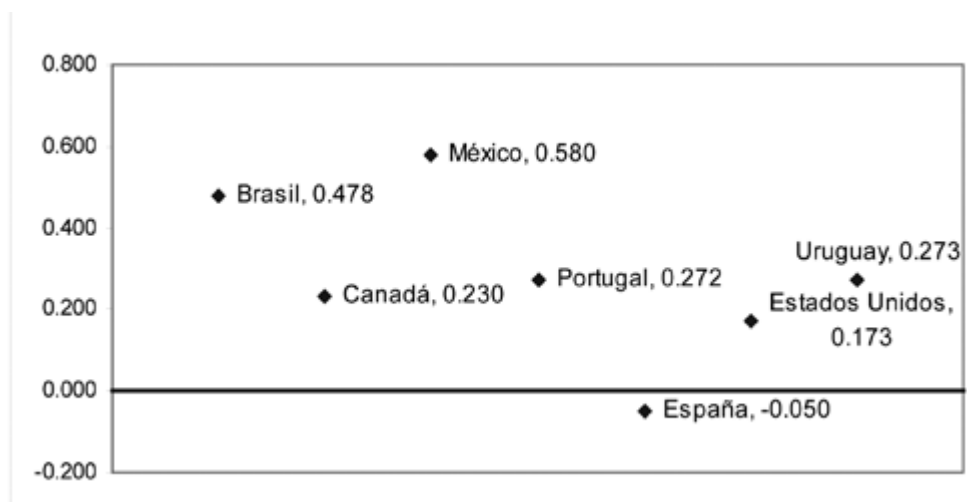 0.800
0.600
México, 0.580
Brasil, 0.478
0.400
Uruguay, 0.273
Portugal, 0.272
Canadá, 0.230
Estados Unidos,
0.173
0.200
0.000
España, -0.050
-0.200